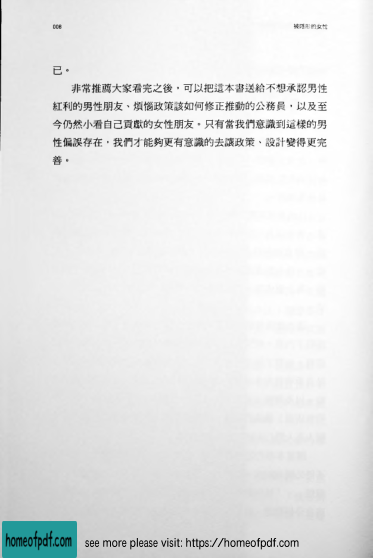 008
被隱形的女性
己。
非常推薦大家看完之後，可以把這本書送給不想承認男性
紅利的男性朋友、煩惱政策該如何修正推動的公務員，以及至
今仍然小看自己貢獻的女性朋友。只有當我們意識到這樣的男
性偏誤存在，我們才能夠更有意識的去讓政策、設計變得更完
善。
homeofpdf.com
see more please visit: https://homeofpdf.com